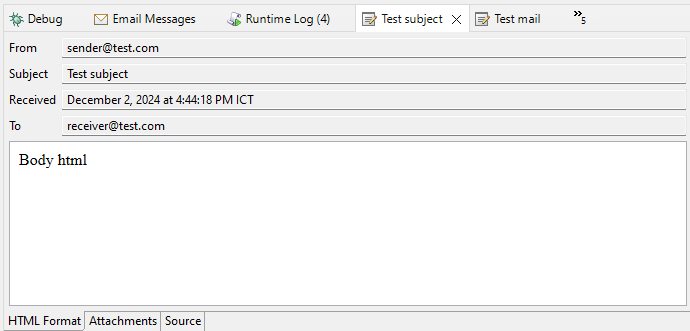 Debug Email Messages Runtime Log (4) Test subject Test mail »5
From sender@test.com
Subject Test subject
Received December 2, 2024 at 4:44:18 PM ICT
To receiver@test.com
Body html
HTML Format Attachments Source